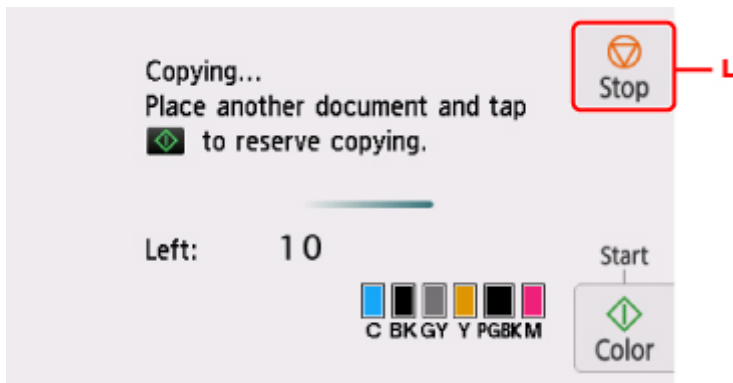 Copying...
Place another document and tap
to reserve copying.
Stop
L
Left: 10
Start
C BK GY Y PGBK M
Color